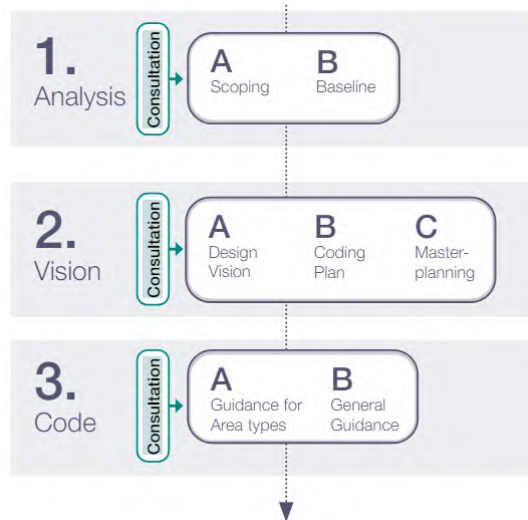 1.
Analysis
Consultation
A
Scoping
B
Baseline
2.
Vision
Consultation
A
Design
Vision
B
Coding
Plan
C
Master-
planning
3.
Code
Consultation
A
Guidance for
Area types
B
General
Guidance